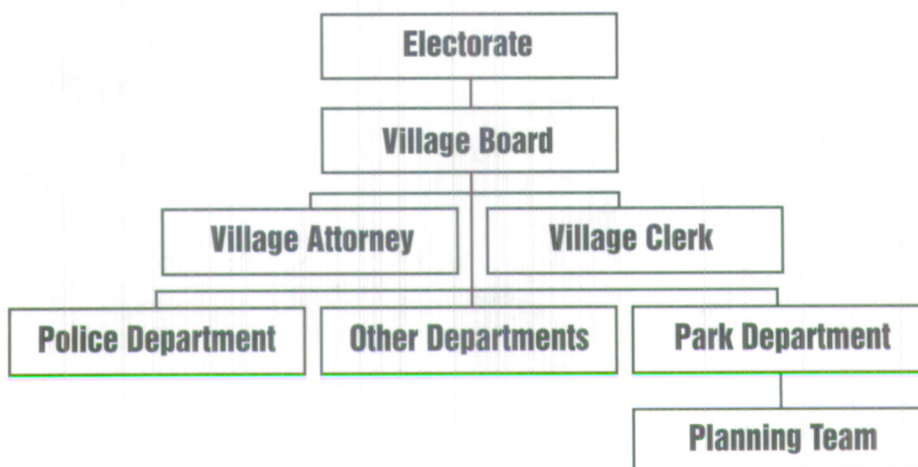 Electorate
Village Board
Village Attorney
Village Clerk
Police Department
Other Departments
Park Department
Planning Team